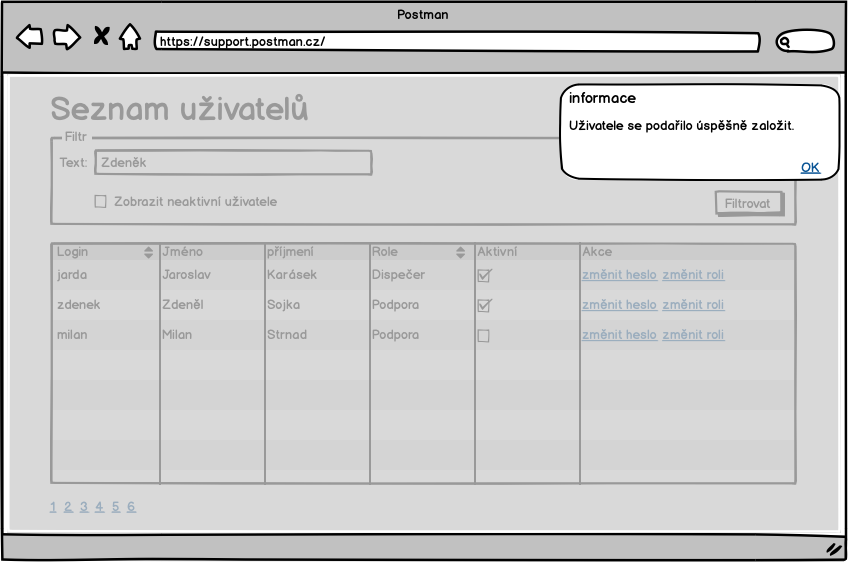 Postman
https://support.postman.cz/
Seznam uživatelů
informace
Uživatele se podařilo úspěšně založit.
OK
Filtr
Text: Zdeněk
Zobrazit neaktivní uživatele
Filtrovat
Login Jméno příjmení Role Aktivní Akce
jarda Jaroslav Karásek Dispečer změnit heslo změnit roli
zdenek Zdeněl Sojka Podpora změnit heslo změnit roli
milan Milan Strnad Podpora změnit heslo změnit roli
1 2 3 4 5 6